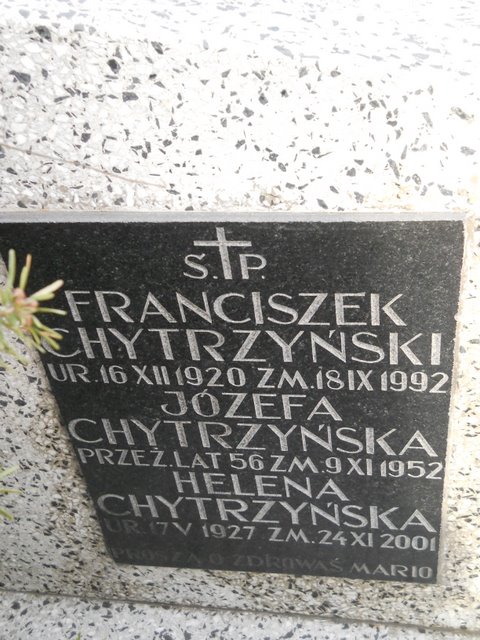 Ś. P.
FRANCISZEK
CHYTRZYŃSKI
UR. 16 XII 1920 ZM. 18 IX 1992
JÓZEFA
CHYTRZYŃSKA
PRZEŻ. LAT 56 ZM. 9 XI 1952
HELENA
CHYTRZYŃSKA
UR. 17 V 1927 ZM. 24 XI 2001
PROSZĄ O ZDROWAŚ MARIO